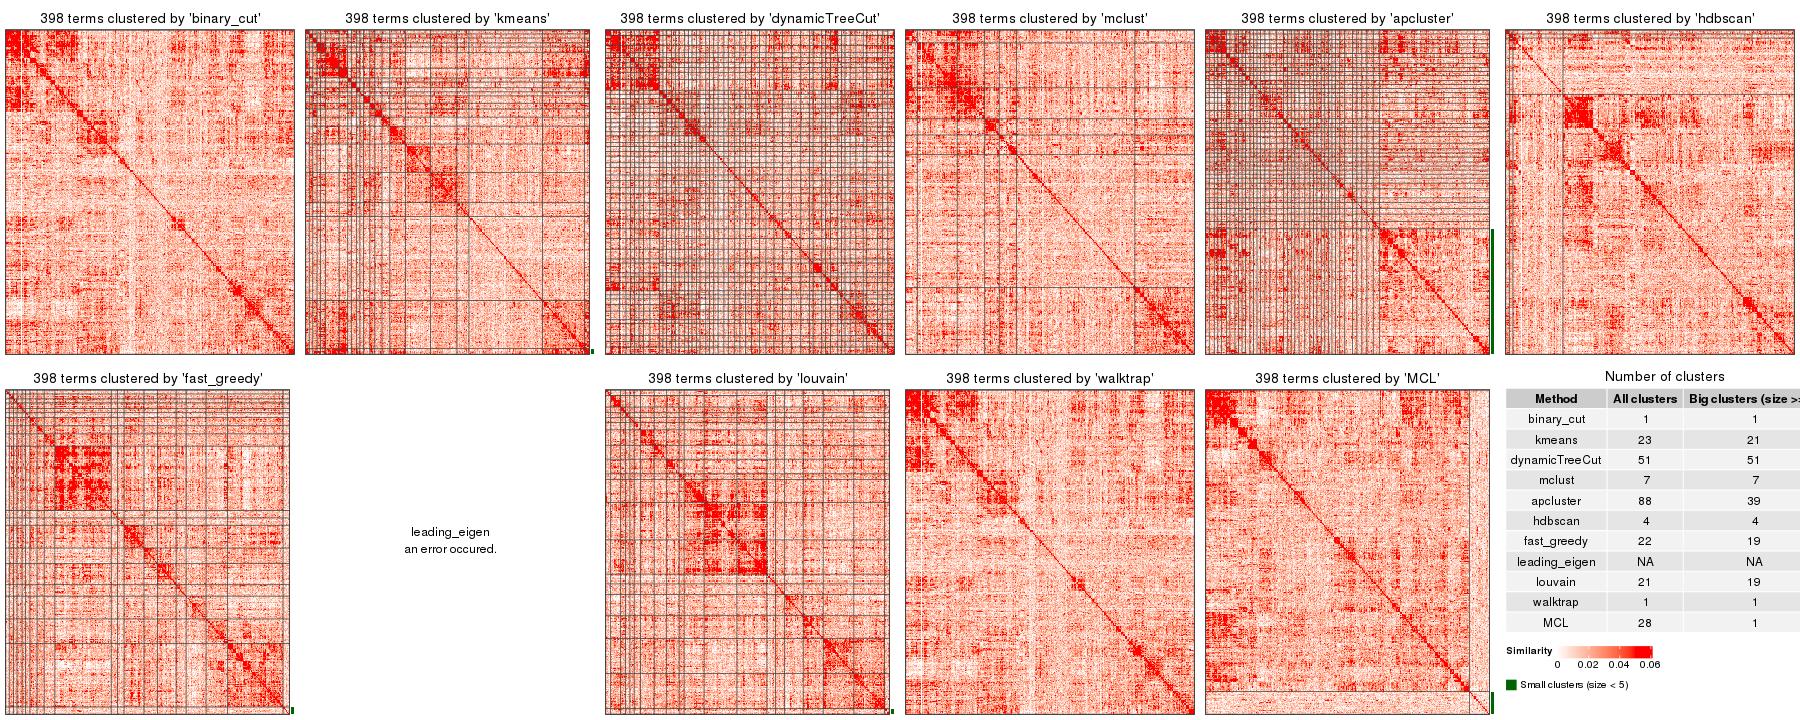 398 terms clustered by 'binary_cut'
398 terms clustered by 'kmeans'
398 terms clustered by 'dynamicTreeCut'
398 terms clustered by 'mclust'
398 terms clustered by 'apcluster'
398 terms clustered by 'hdbscan'
398 terms clustered by 'fast_greedy'
leading_eigen
an error occured.
398 terms clustered by 'louvain'
398 terms clustered by 'walktrap'
398 terms clustered by 'MCL'
Number of clusters
Method All clusters Big clusters (size >=
binary_cut 1 1
kmeans 23 21
dynamicTreeCut 51 51
mclust 7 7
apcluster 88 39
hdbscan 4 4
fast_greedy 22 19
leading_eigen NA NA
louvain 21 19
walktrap 1 1
MCL 28 1
Similarity
0 0.02 0.04 0.06
Small clusters (size < 5)